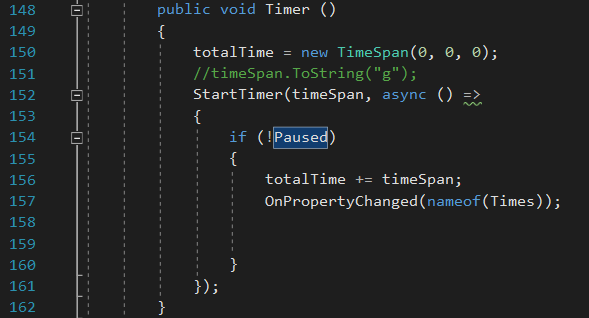 148 public void Timer ()
149 {
150 totalTime = new TimeSpan(0, 0, 0);
151 //timeSpan.ToString("g");
152 StartTimer(timeSpan, async () =>
153 {
154 if (!Paused)
155 {
156 totalTime += timeSpan;
157 OnPropertyChanged(nameof(Times));
158
159
160 }
161 });
162 }